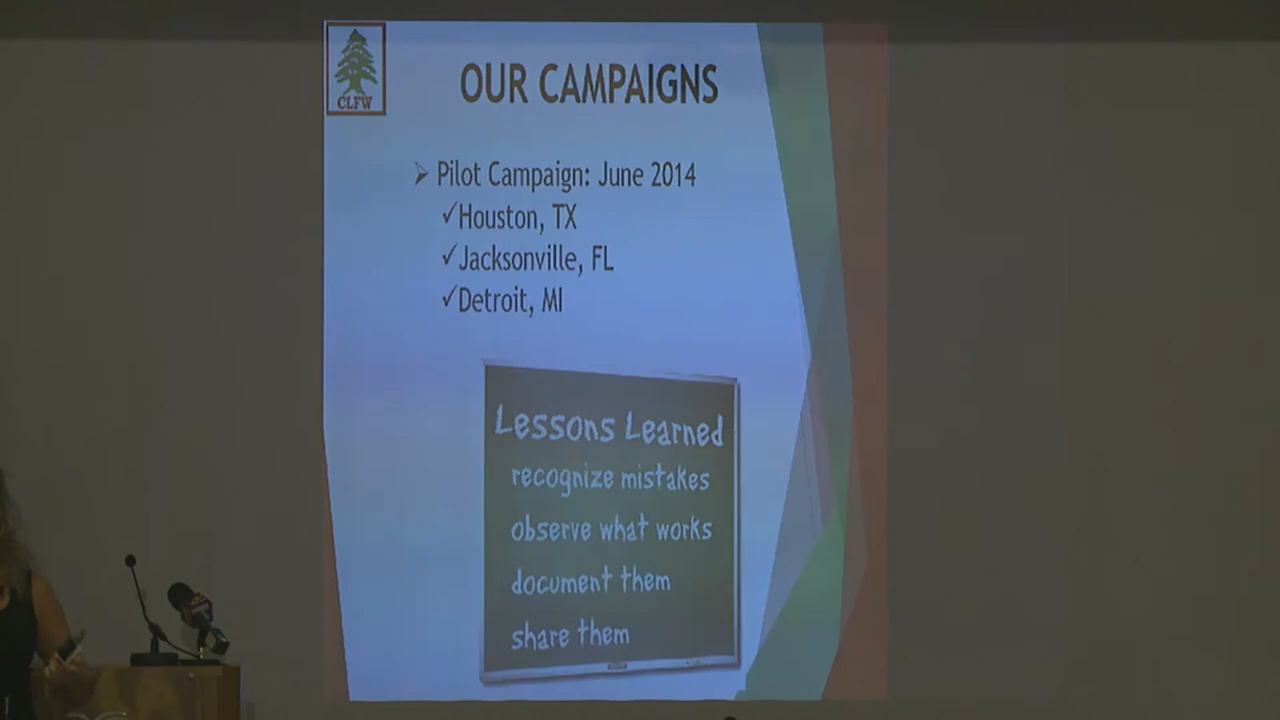 CLFW
OUR CAMPAIGNS
➢ Pilot Campaign: June 2014
✓Houston, TX
✓Jacksonville, FL
✓Detroit, MI
Lessons Learned
recognize mistakes
observe what works
document them
share them